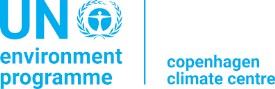 UN
environment
programme
copenhagen
climate centre